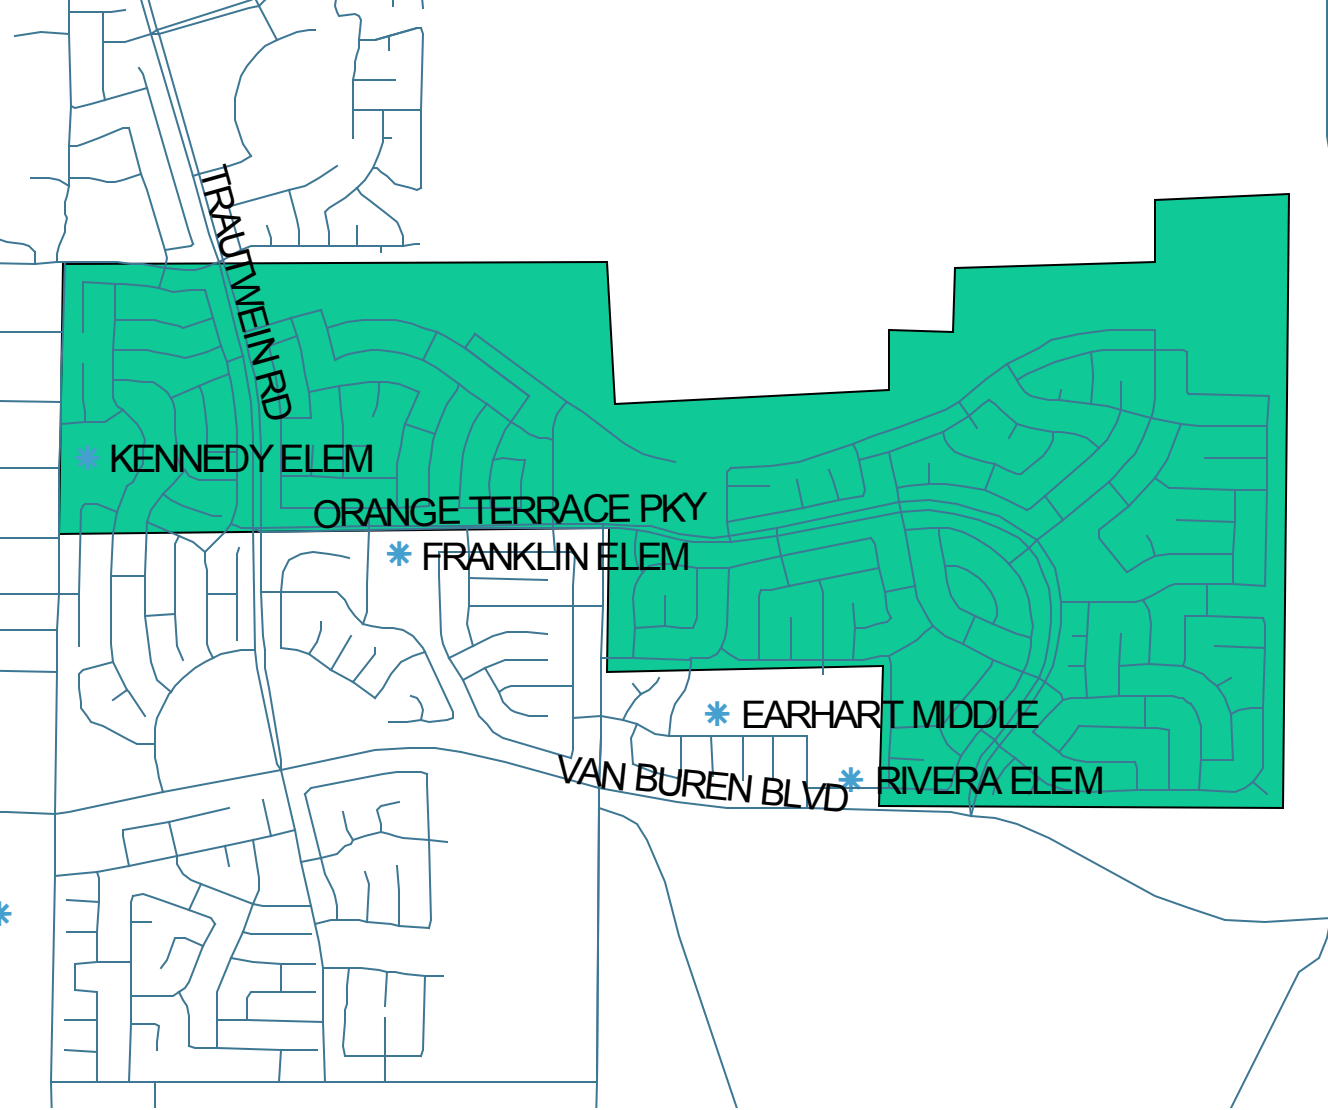 TRAUTWEIN RD
KENNEDY ELEM
ORANGE TERRACE PKY
FRANKLIN ELEM
EARHART MIDDLE
VAN BUREN BLVD
RIVERA ELEM